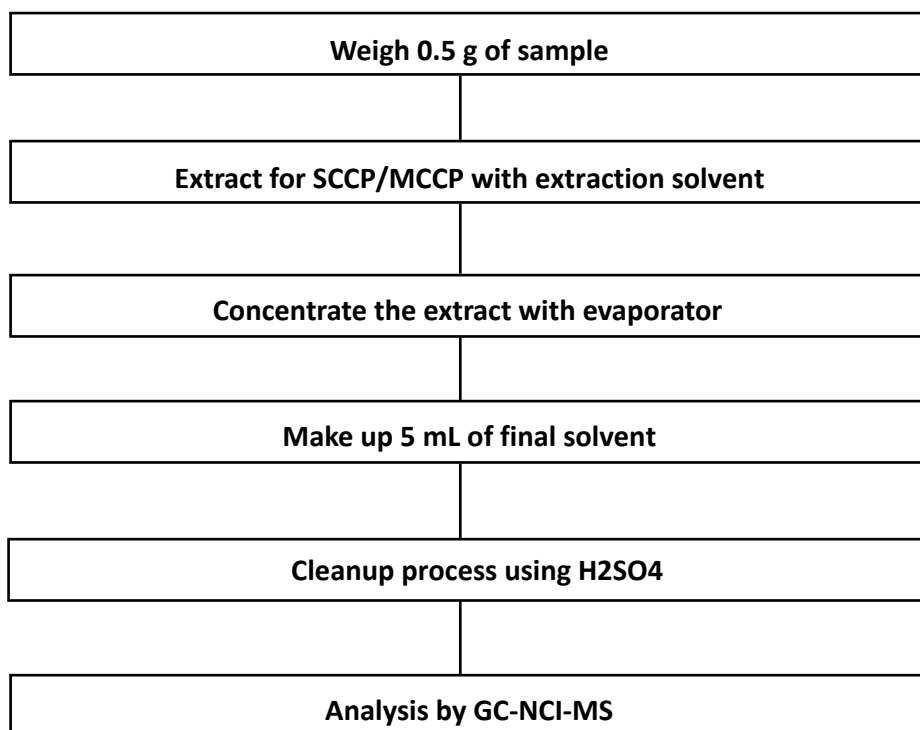 Weigh 0.5 g of sample
Extract for SCCP/MCCP with extraction solvent
Concentrate the extract with evaporator
Make up 5 mL of final solvent
Cleanup process using H2SO4
Analysis by GC-NCI-MS